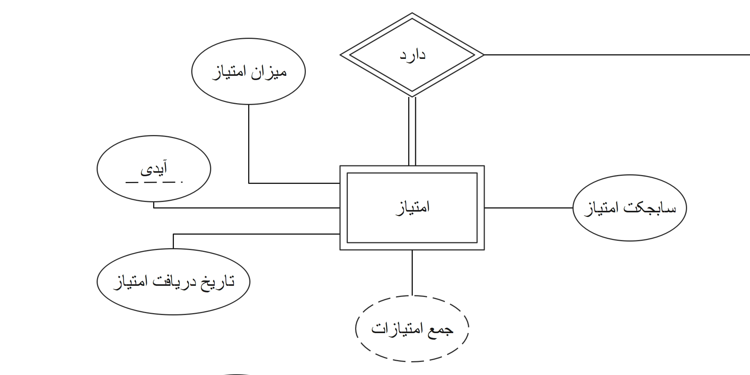 دارد
میزان امتیاز
آیدی
امتیاز
سابجکت امتیاز
تاریخ دریافت امتیاز
جمع امتیازات